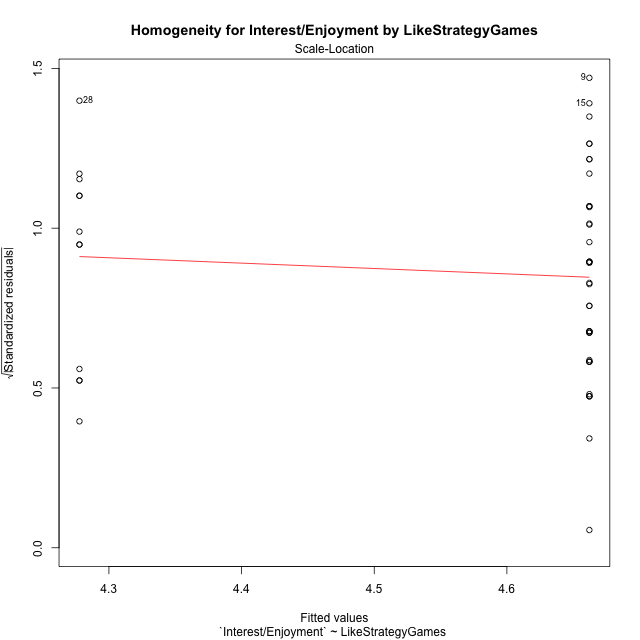 Homogeneity for Interest/Enjoyment by LikeStrategyGames
Scale-Location
1.5
1.0
0.5
0.0
√|Standardized residuals|
28
9
15
4.3 4.4 4.5 4.6
Fitted values
`Interest/Enjoyment` ~ LikeStrategyGames